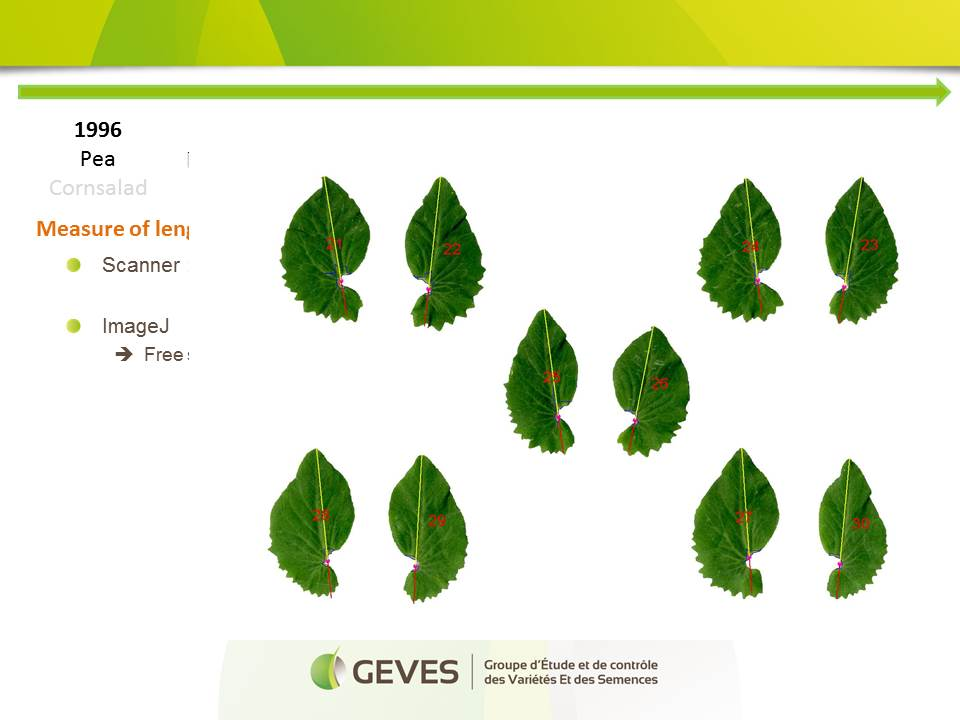 1996
Pea
Cornsalad
Measure of leng
Scanner
ImageJ
➔ Free s
21
22
24
23
25
26
28
29
27
30
GEVES
Groupe d'Étude et de contrôle
des Variétés Et des Semences